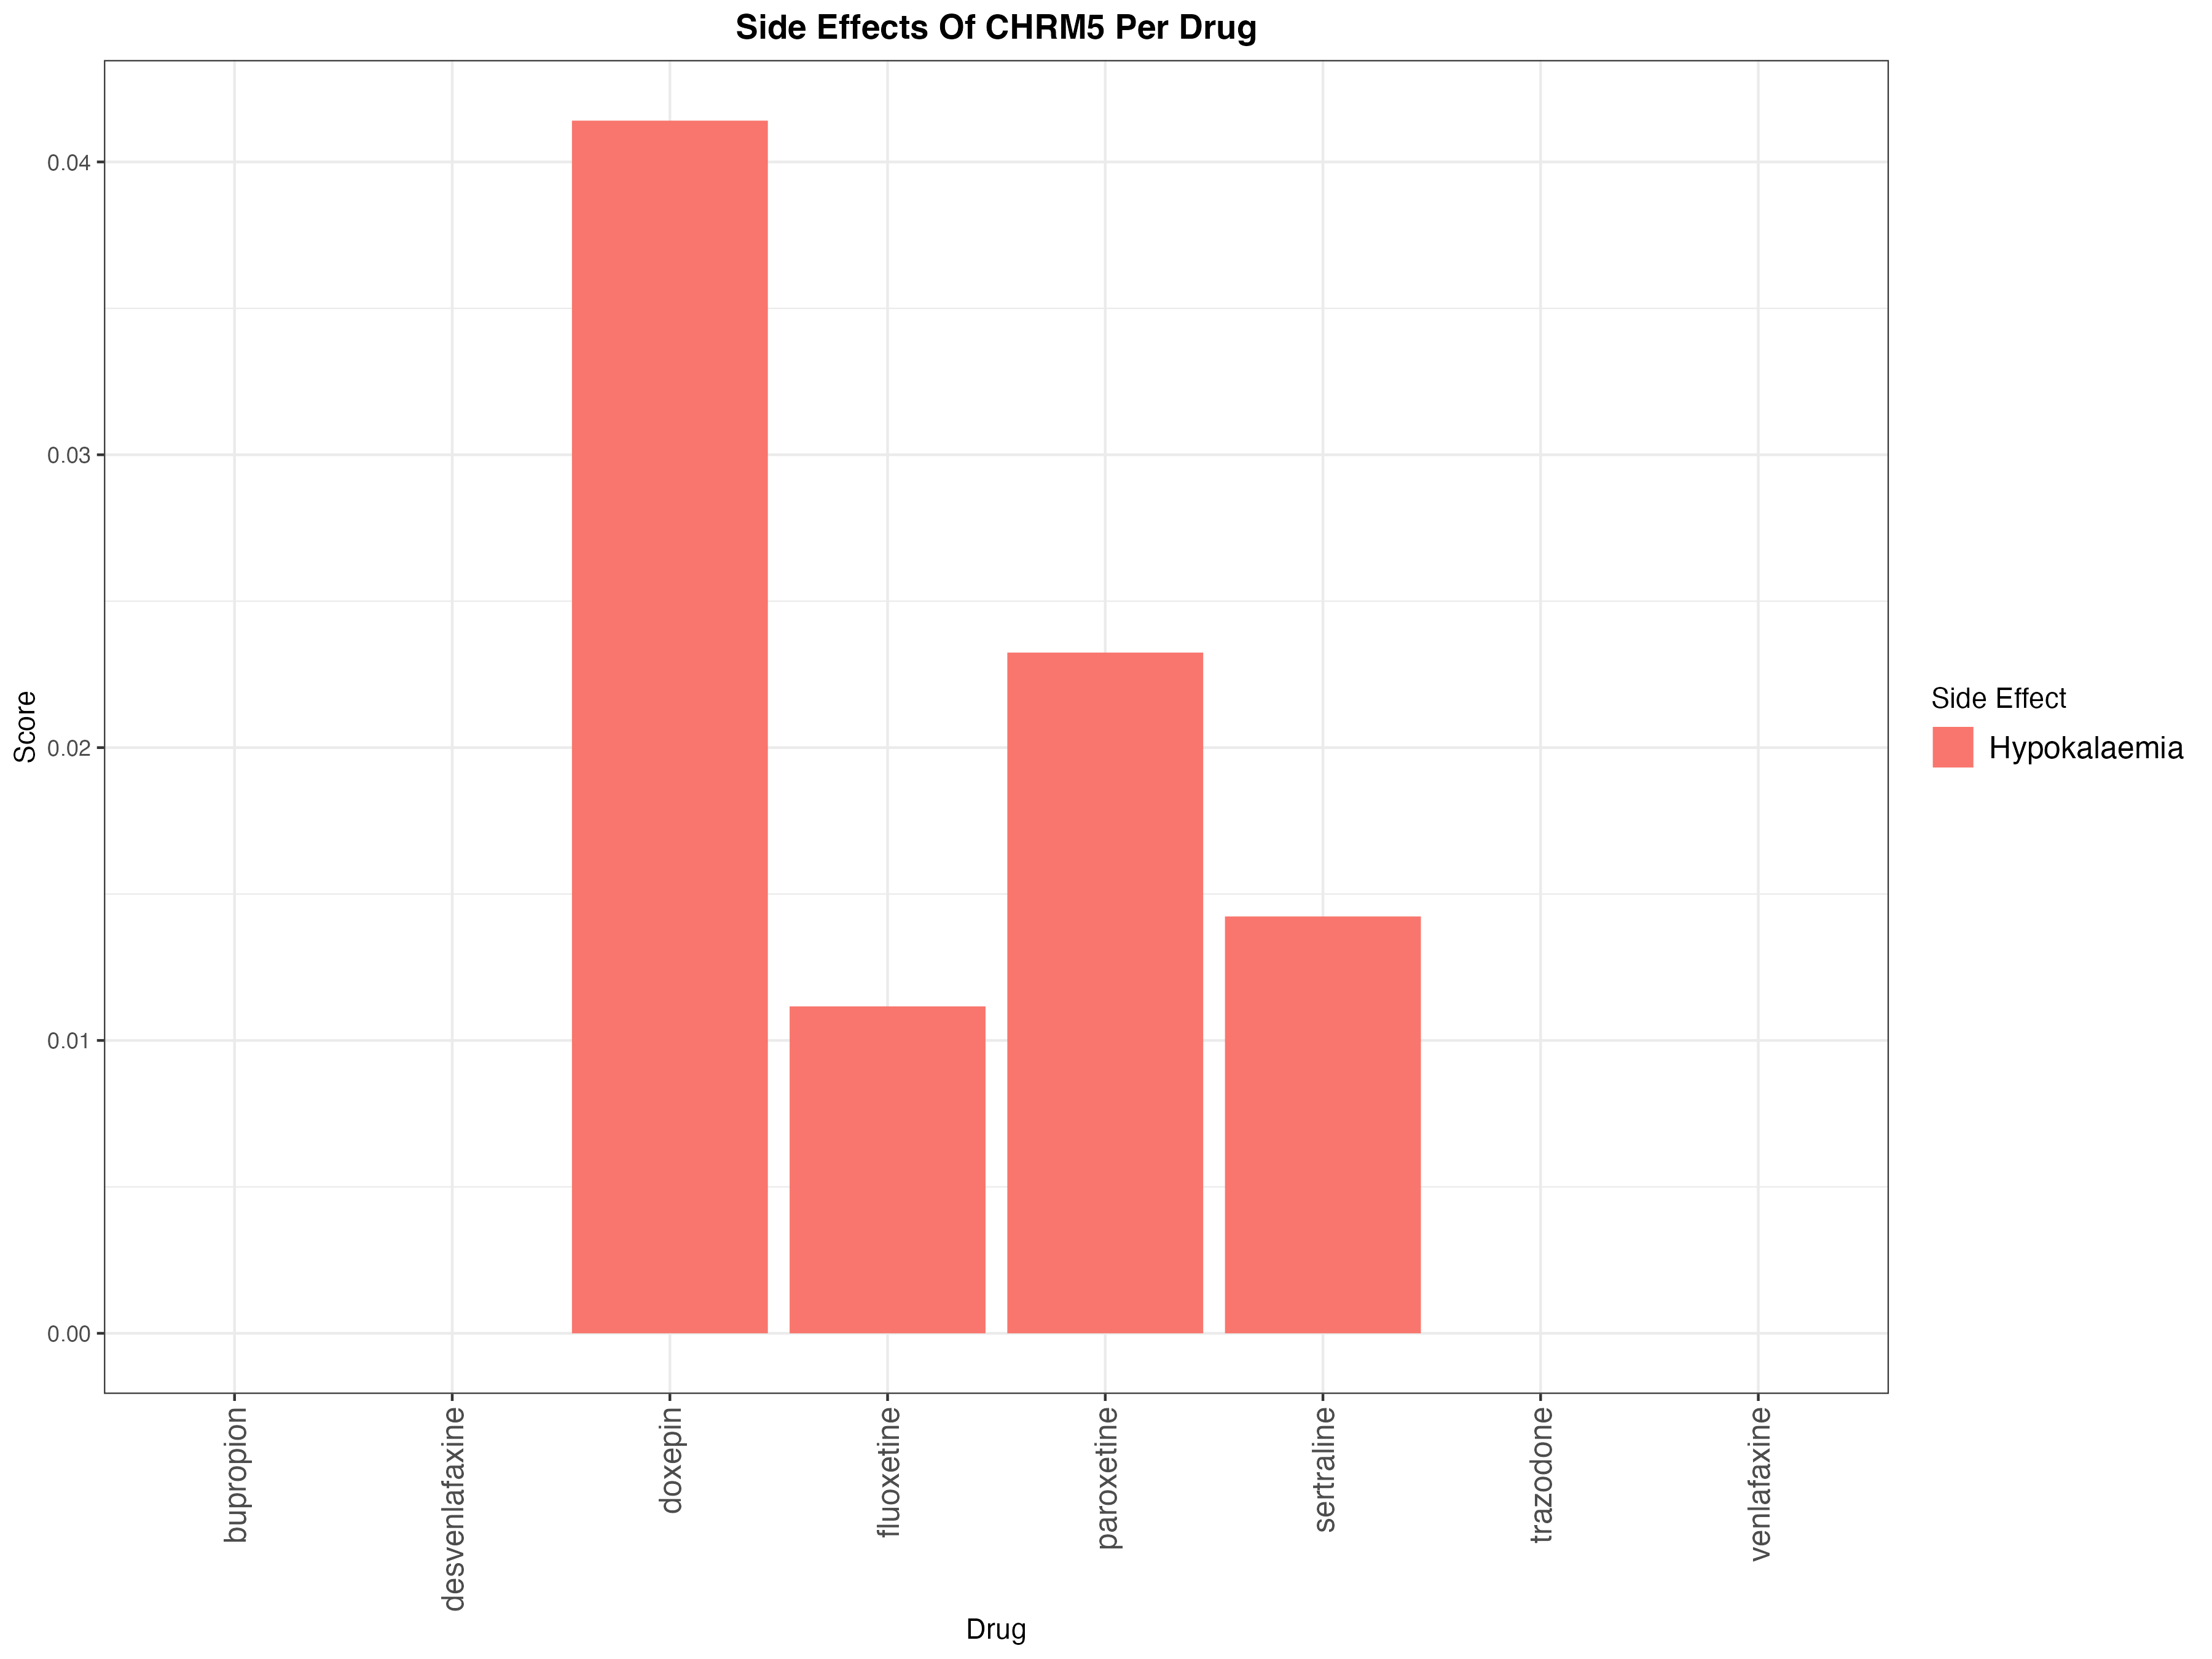 Side Effects Of CHRM5 Per Drug
0.04
0.03
0.02
0.01
0.00
Score
bupropion
desvenlafaxine
doxepin
fluoxetine
paroxetine
sertraline
trazodone
venlafaxine
Drug
Side Effect
Hypokalaemia